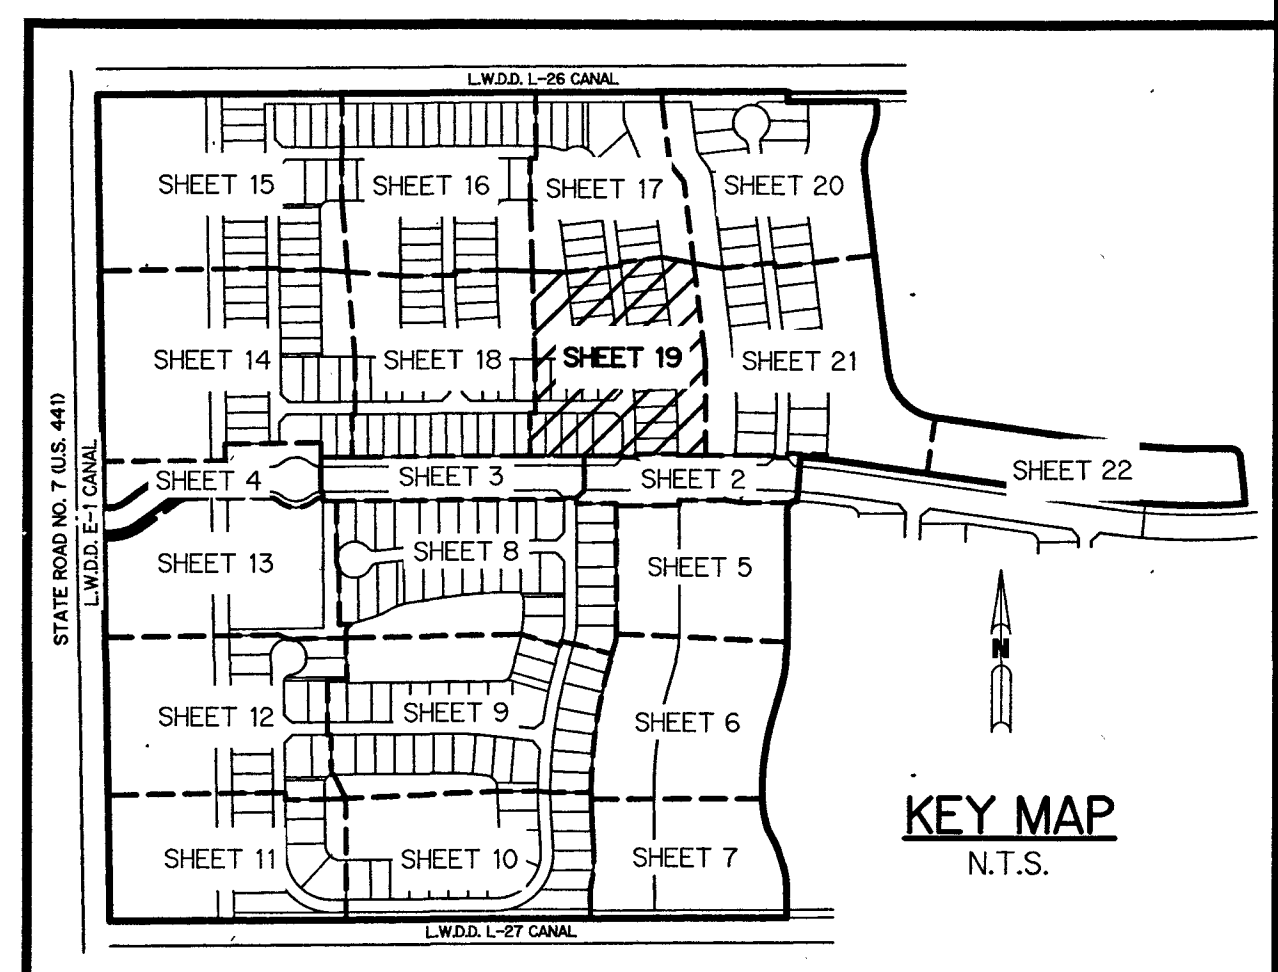 L.W.D.D. L-26 CANAL
SHEET 15
SHEET 16
SHEET 17
SHEET 20
SHEET 14
SHEET 18
SHEET 19
SHEET 21
STATE ROAD NO. 7 (U.S. 441)
L.W.D.D. E-1 CANAL
SHEET 4
SHEET 3
SHEET 2
SHEET 22
SHEET 13
SHEET 8
SHEET 5
N
SHEET 12
SHEET 9
SHEET 6
KEY MAP
N.T.S.
SHEET 11
SHEET 10
SHEET 7
L.W.D.D. L-27 CANAL